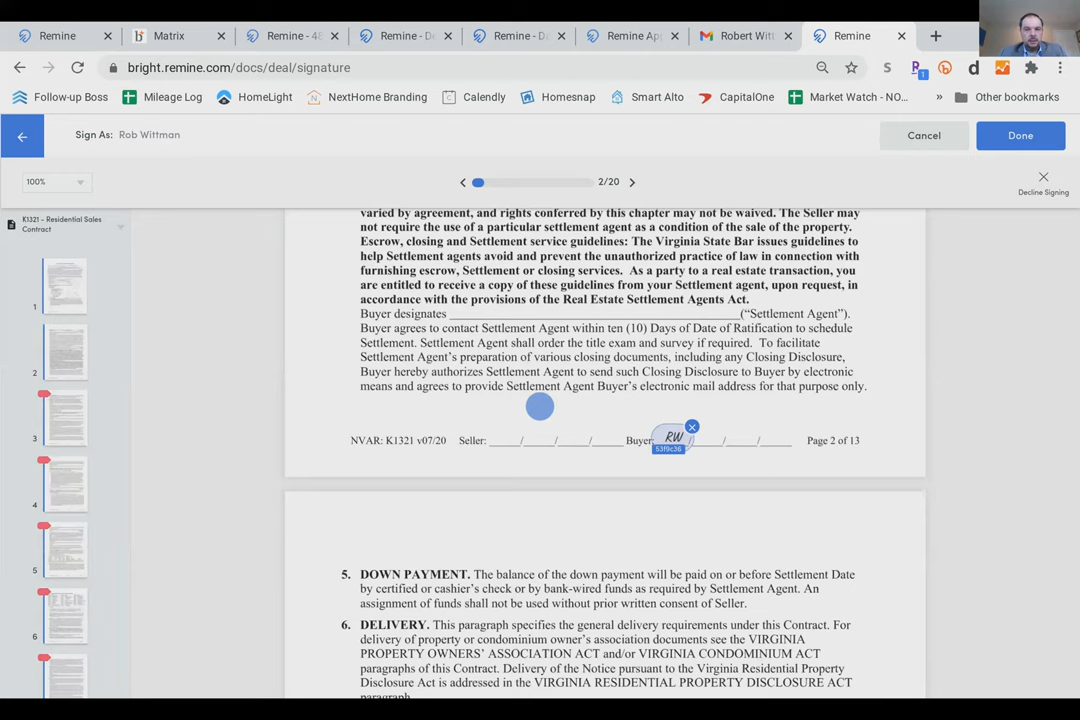 Remine
Matrix
Remine - 48
Remine - De
Remine - Da
Remine Ap
Robert Witt
Remine
bright.remine.com/docs/deal/signature
1
Follow-up Boss
Mileage Log
HomeLight
NextHome Branding
Calendly
Homesnap
Smart Alto
CapitalOne
Market Watch - NO...
»
Other bookmarks
Sign As: Rob Wittman
Cancel
Done
100%
2/20
Decline Signing
K1321 - Residential Sales
Contract
1
2
3
4
5
6
varied by agreement, and rights conferred by this chapter may not be waived. The Seller may
not require the use of a particular settlement agent as a condition of the sale of the property.
Escrow, closing and Settlement service guidelines: The Virginia State Bar issues guidelines to
help Settlement agents avoid and prevent the unauthorized practice of law in connection with
furnishing escrow, Settlement or closing services. As a party to a real estate transaction, you
are entitled to receive a copy of these guidelines from your Settlement agent, upon request, in
accordance with the provisions of the Real Estate Settlement Agents Act.
Buyer designates ______________________________ (“Settlement Agent”).
Buyer agrees to contact Settlement Agent within ten (10) Days of Date of Ratification to schedule
Settlement. Settlement Agent shall order the title exam and survey if required. To facilitate
Settlement Agent’s preparation of various closing documents, including any Closing Disclosure,
Buyer hereby authorizes Settlement Agent to send such Closing Disclosure to Buyer by electronic
means and agrees to provide Settlement Agent Buyer’s electronic mail address for that purpose only.
NVAR: K1321 v07/20 Seller: _____/_____/_____/_____ Buyer: RW /_____/_____/_____ Page 2 of 13
53f9c36
5. DOWN PAYMENT. The balance of the down payment will be paid on or before Settlement Date
by certified or cashier’s check or by bank-wired funds as required by Settlement Agent. An
assignment of funds shall not be used without prior written consent of Seller.
6. DELIVERY. This paragraph specifies the general delivery requirements under this Contract. For
delivery of property or condominium owner’s association documents see the VIRGINIA
PROPERTY OWNERS’ ASSOCIATION ACT and/or VIRGINIA CONDOMINIUM ACT
paragraphs of this Contract. Delivery of the Notice pursuant to the Virginia Residential Property
Disclosure Act is addressed in the VIRGINIA RESIDENTIAL PROPERTY DISCLOSURE ACT
paragraph.